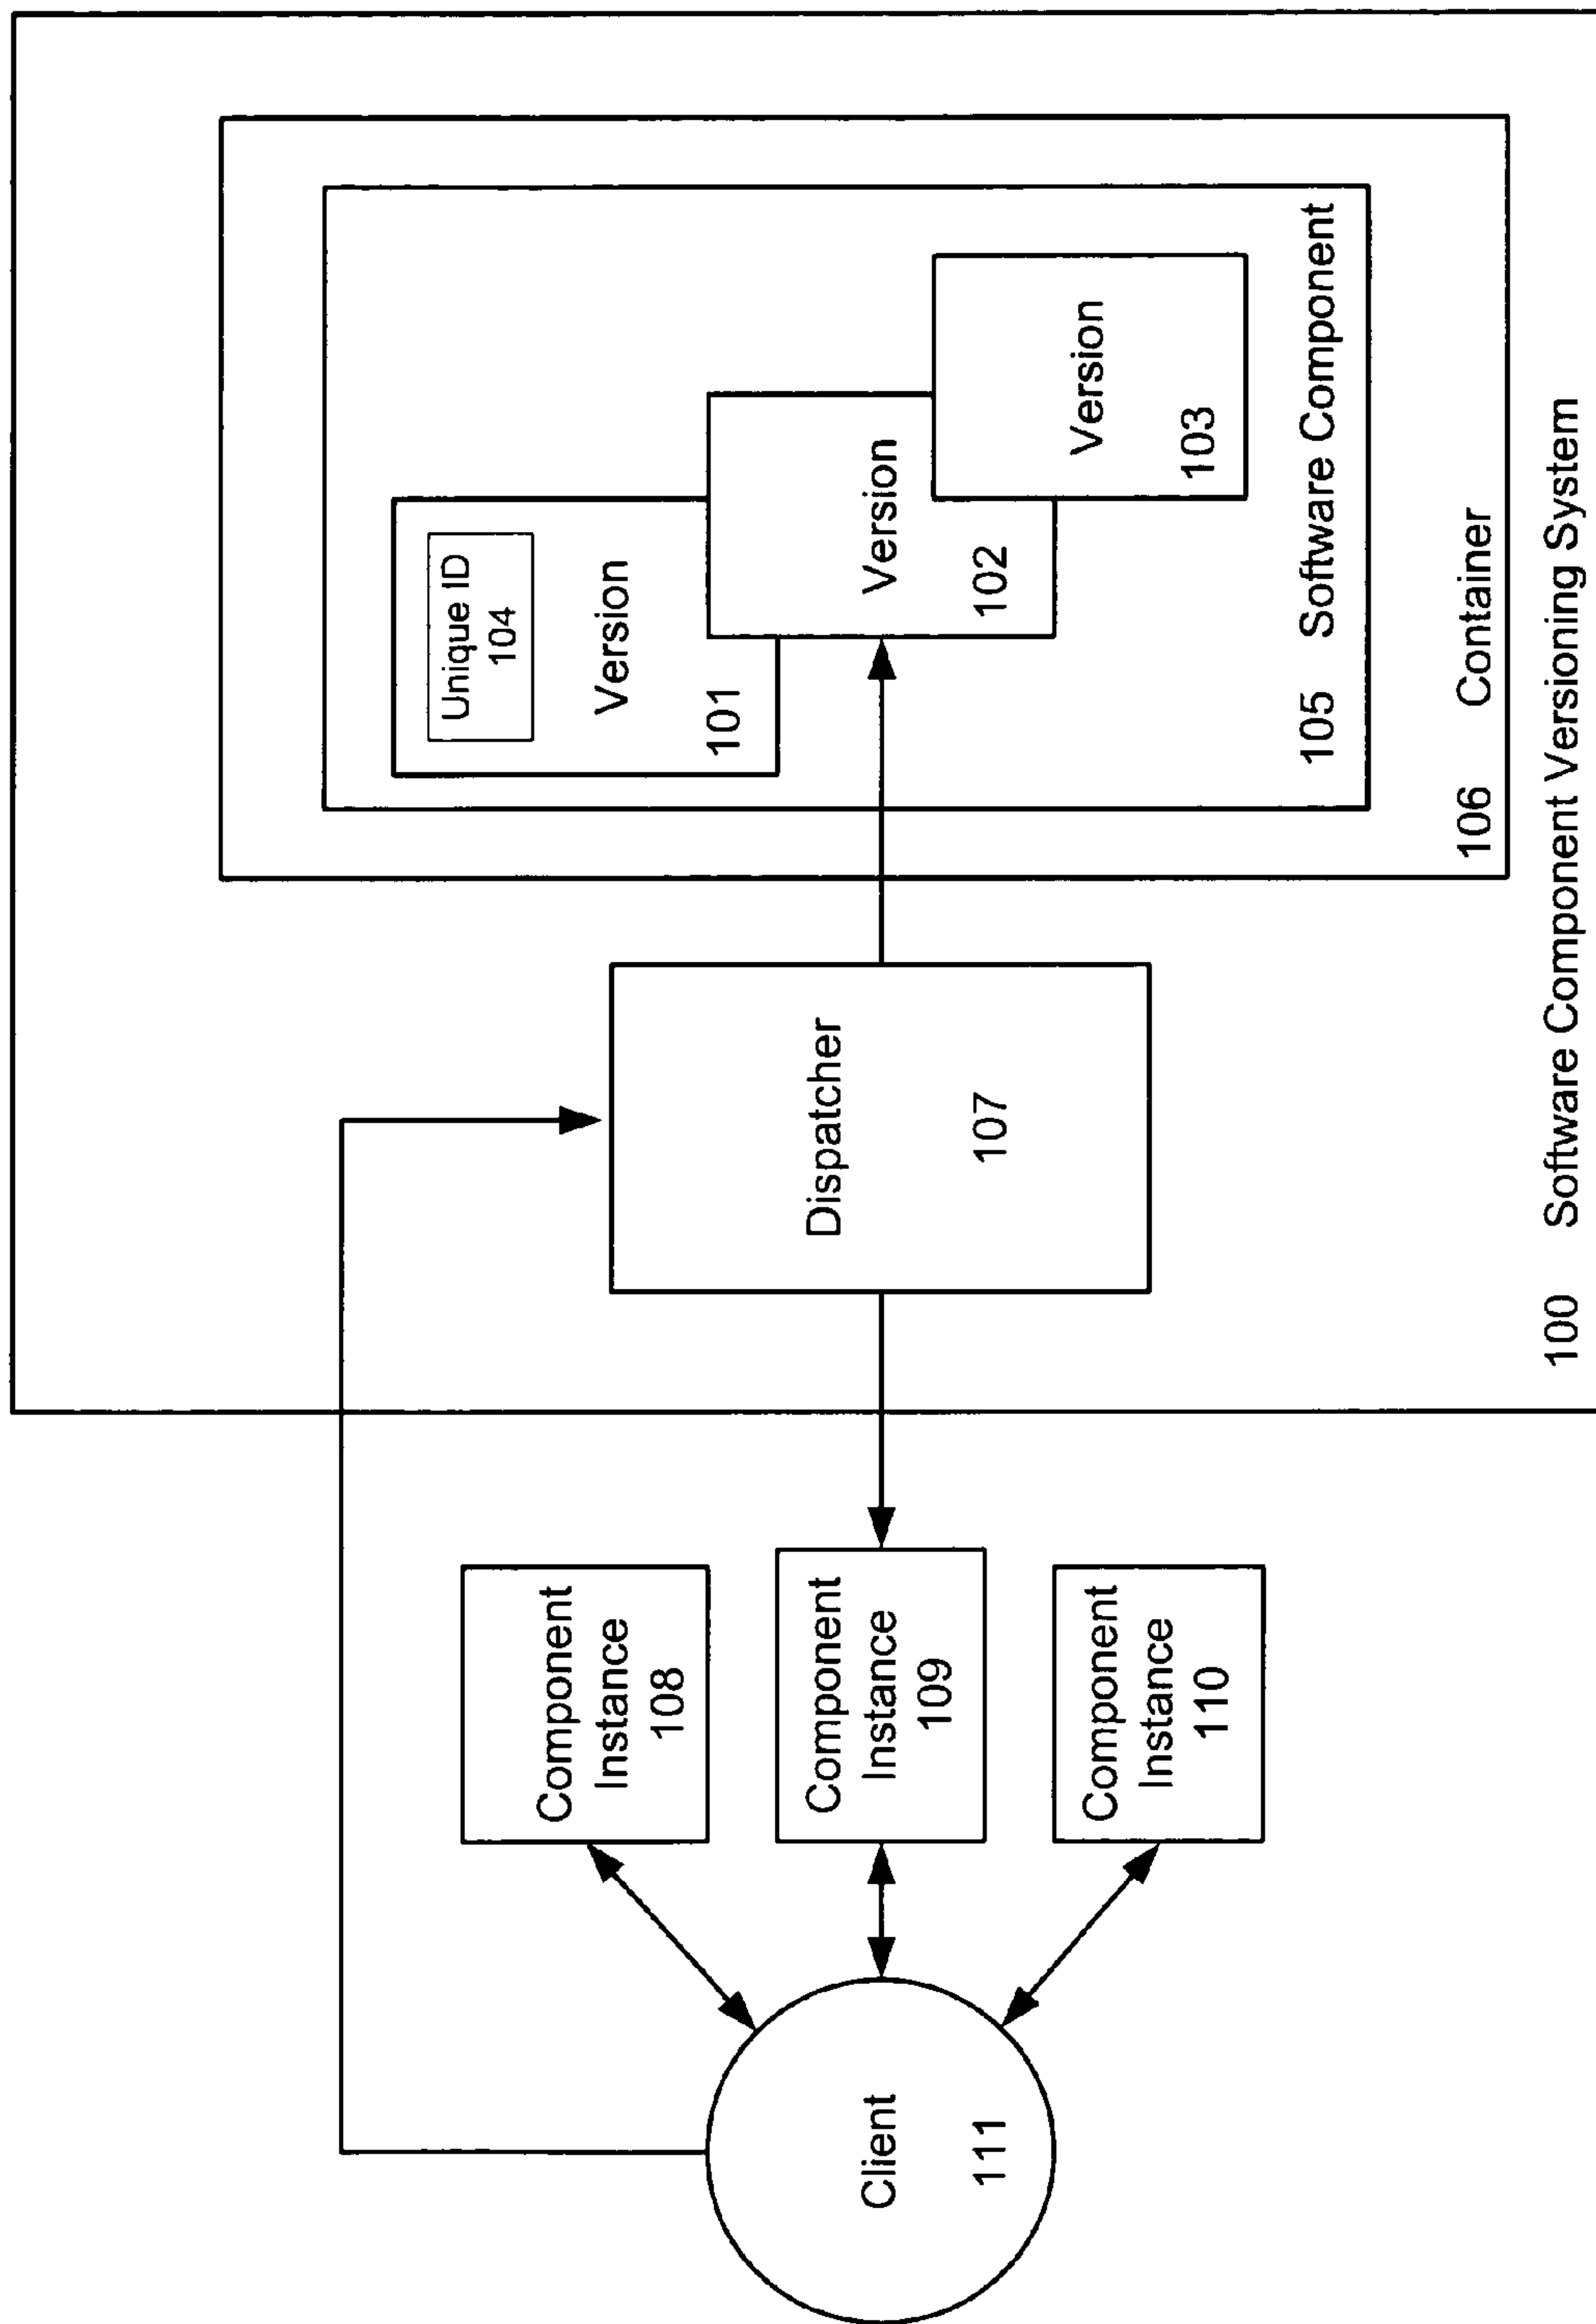 Client
111
Component
Instance
108
Component
Instance
109
Component
Instance
110
Dispatcher
107
Unique ID
104
Version
101
Version
102
Version
103
105 Software Component
106 Container
100 Software Component Versioning System